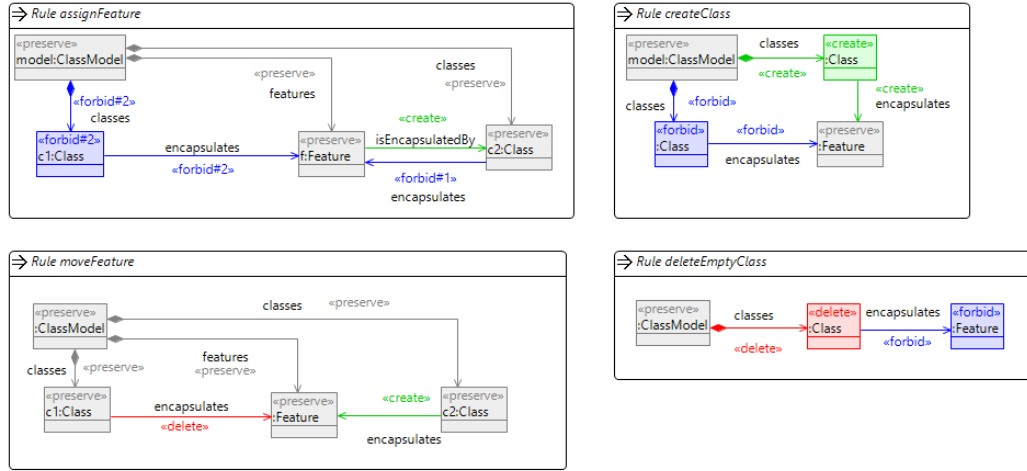 Rule assignFeature
«preserve»
model:ClassModel
classes
«preserve»
«preserve»
features
«forbid#2»
classes
«create»
«forbid#2»
c1:Class
encapsulates
«forbid#2»
«preserve»
f:Feature
isEncapsulatedBy
«preserve»
c2:Class
«forbid#1»
encapsulates
Rule createClass
«preserve»
model:ClassModel
classes
«create»
«create»
:Class
classes
«forbid»
«create»
encapsulates
«forbid»
:Class
«forbid»
encapsulates
«preserve»
:Feature
Rule moveFeature
«preserve»
:ClassModel
classes
«preserve»
features
«preserve»
classes
«preserve»
«preserve»
c1:Class
encapsulates
«delete»
«preserve»
:Feature
«create»
encapsulates
«preserve»
c2:Class
Rule deleteEmptyClass
«preserve»
:ClassModel
classes
«delete»
«delete»
:Class
encapsulates
«forbid»
«forbid»
:Feature